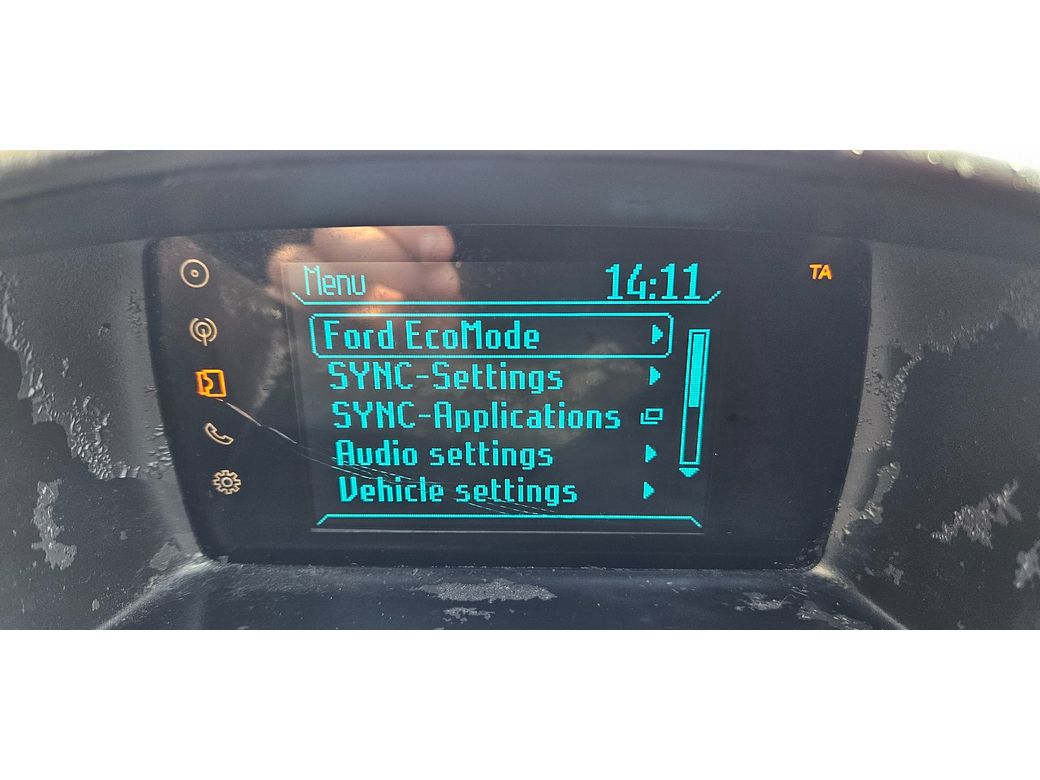 Menu 14:11
TA
Ford EcoMode
SYNC-Settings
SYNC-Applications
Audio settings
Vehicle settings